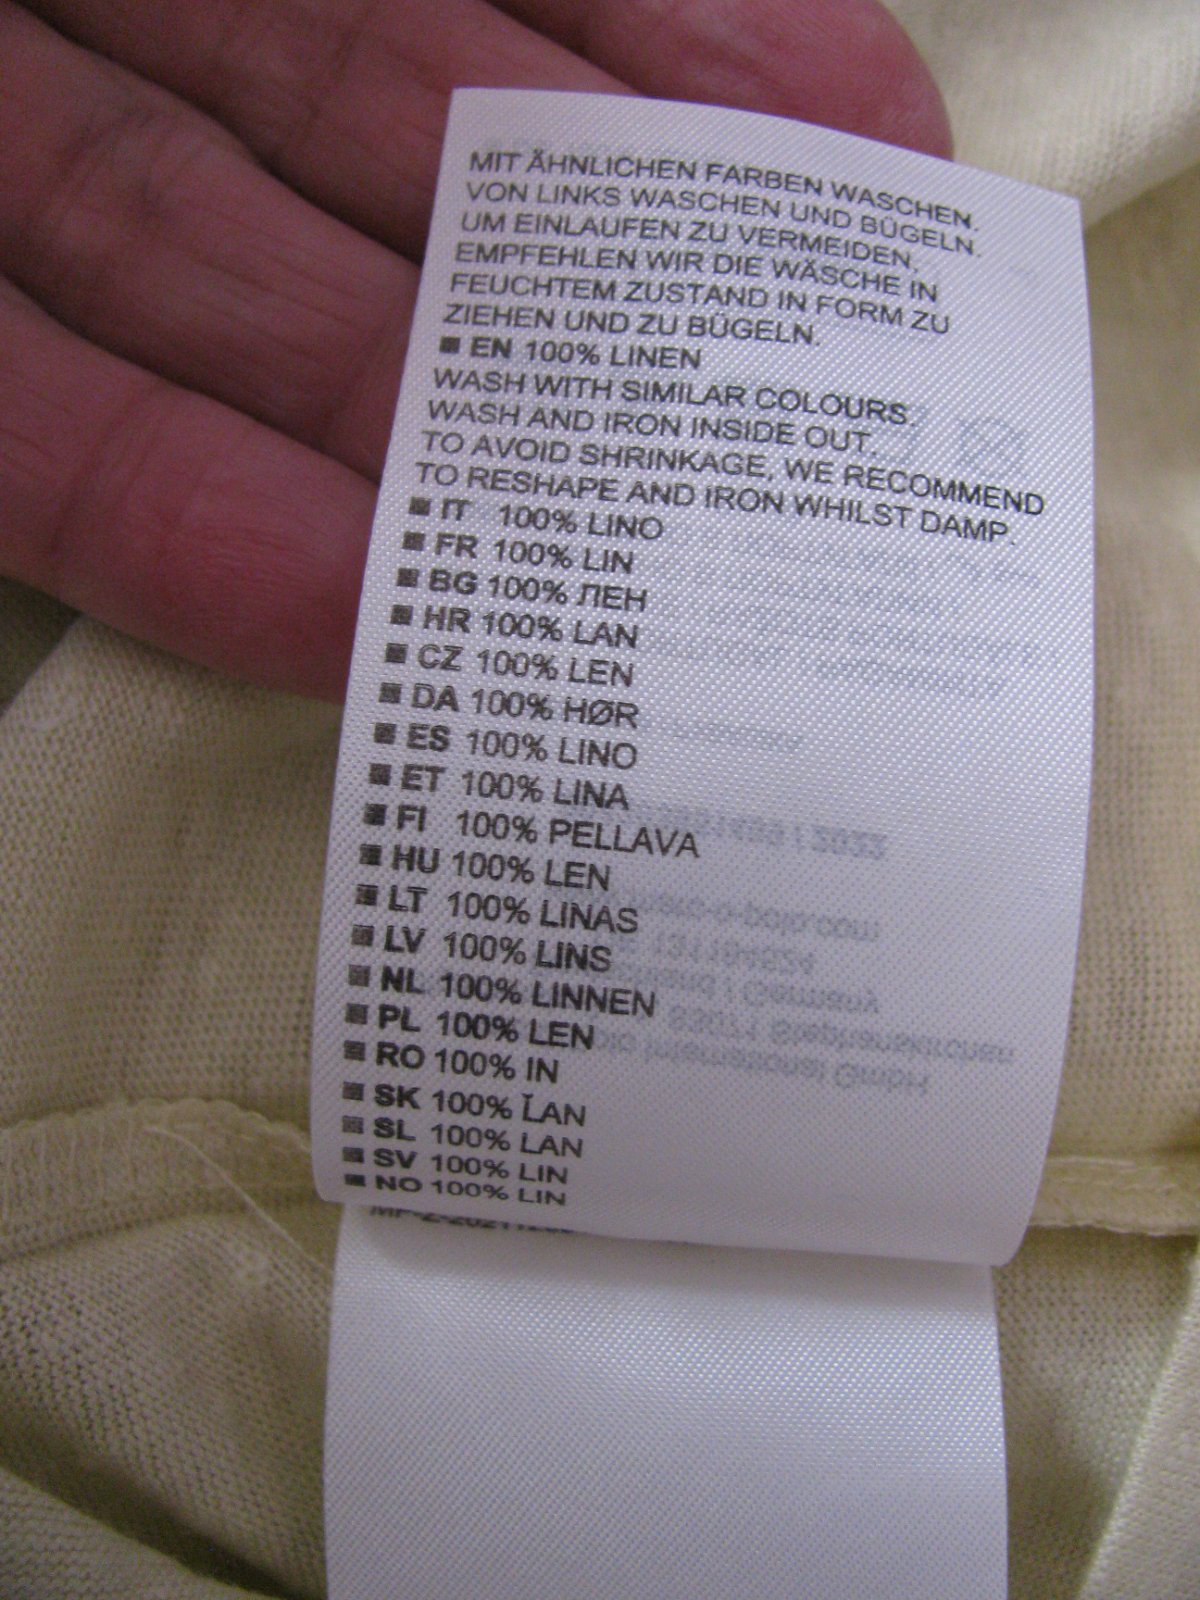 MIT ÄHNLICHEN FARBEN WASCHEN.
VON LINKS WASCHEN UND BÜGELN.
UM EINLAUFEN ZU VERMEIDEN,
EMPFEHLEN WIR DIE WÄSCHE IN
FEUCHTEM ZUSTAND IN FORM ZU
ZIEHEN UND ZU BÜGELN.
■ EN 100% LINEN
WASH WITH SIMILAR COLOURS.
WASH AND IRON INSIDE OUT.
TO AVOID SHRINKAGE, WE RECOMMEND
TO RESHAPE AND IRON WHILST DAMP.
■ IT 100% LINO
■ FR 100% LIN
■ BG 100% ЛЕН
■ HR 100% LAN
■ CZ 100% LEN
■ DA 100% HØR
■ ES 100% LINO
■ ET 100% LINA
■ FI 100% PELLAVA
■ HU 100% LEN
■ LT 100% LINAS
■ LV 100% LINS
■ NL 100% LINNEN
■ PL 100% LEN
■ RO 100% IN
■ SK 100% ĽAN
■ SL 100% LAN
■ SV 100% LIN
■ NO 100% LIN